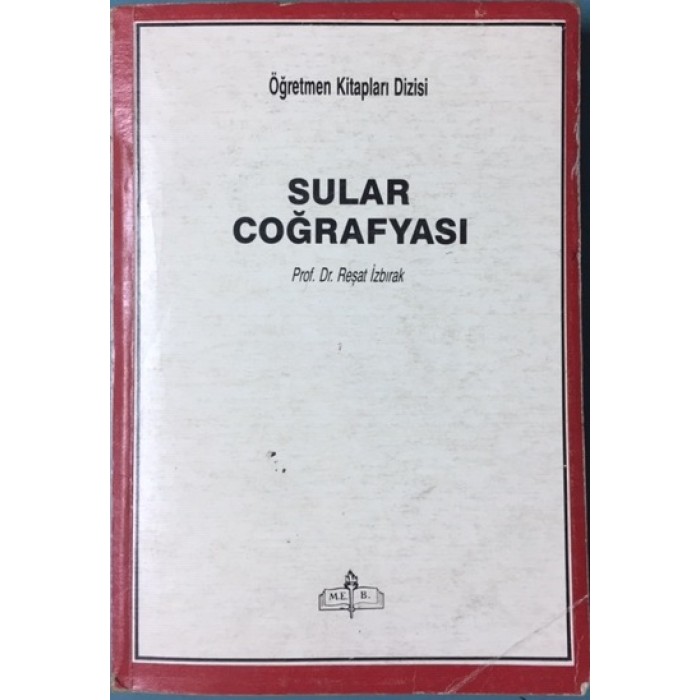 Öğretmen Kitapları Dizisi
SULAR
COĞRAFYASI
Prof. Dr. Reşat İzbırak
M.E. B.